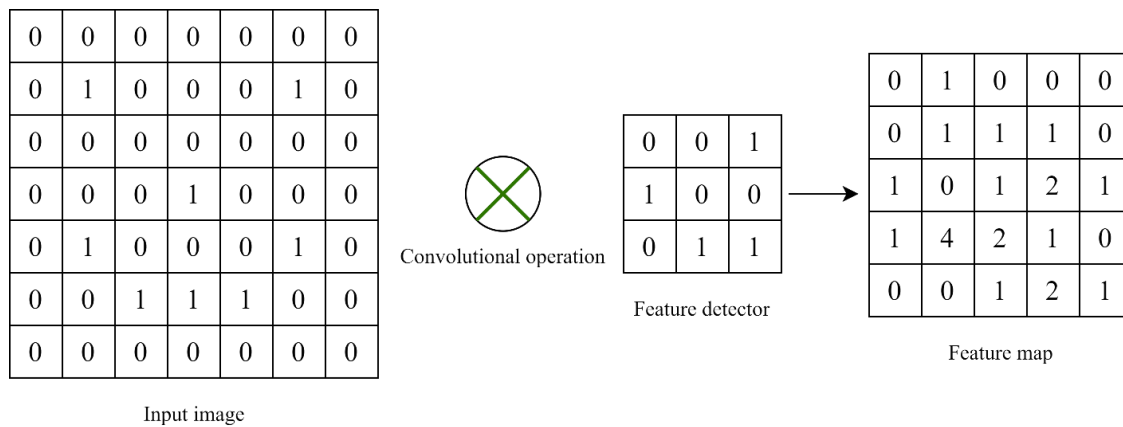 0 0 0 0 0 0 0
0 1 0 0 0 1 0
0 0 0 0 0 0 0
0 0 0 1 0 0 0
0 1 0 0 0 1 0
0 0 1 1 1 0 0
0 0 0 0 0 0 0
Input image
Convolutional operation
0 0 1
1 0 0
0 1 1
Feature detector
0 1 0 0 0
0 1 1 1 0
1 0 1 2 1
1 4 2 1 0
0 0 1 2 1
Feature map